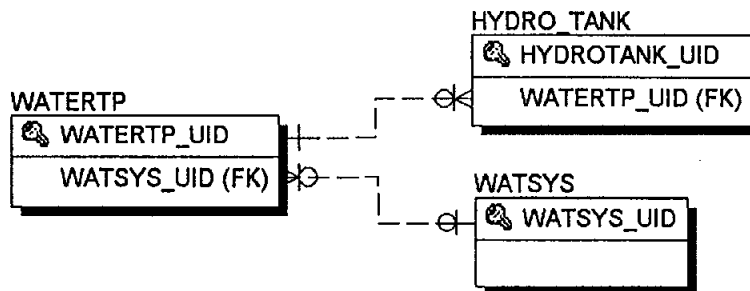 HYDRO_TANK
HYDROTANK_UID
WATERTP_UID (FK)
WATERTP
WATERTP_UID
WATSYS_UID (FK)
WATSYS
WATSYS_UID